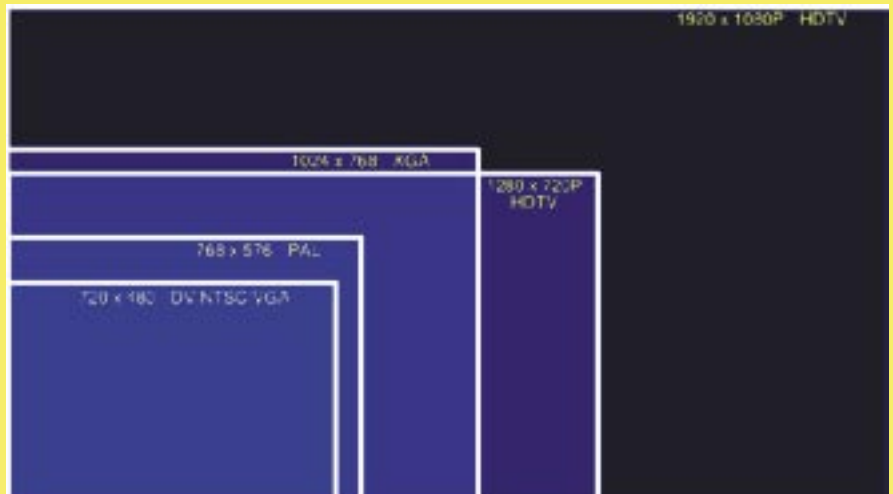 1920 x 1080P HDTV
1024 x 768 XGA
1280 x 720P
HDTV
768 x 576 PAL
720 x 480 DV NTSC VGA